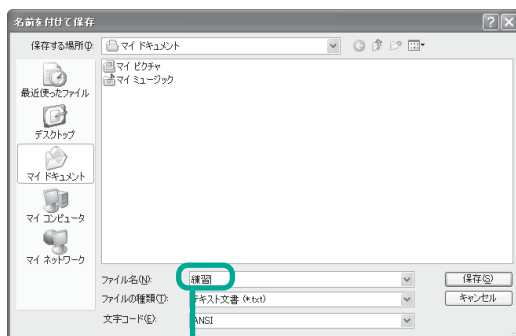 名前を付けて保存
保存する場所(I): マイ ドキュメント
マイ ピクチャ
マイ ミュージック
最近使ったファイル
デスクトップ
マイ ドキュメント
マイ コンピュータ
マイ ネットワーク
ファイル名(N): 練習 保存(S)
ファイルの種類(T): テキスト文書 (*.txt) キャンセル
文字コード(E): ANSI